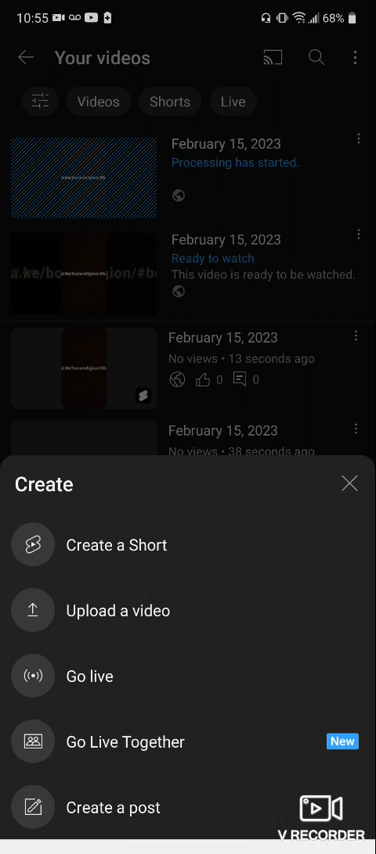 10:55 68%
Your videos
Videos Shorts Live
February 15, 2023
Processing has started.
February 15, 2023
Ready to watch
This video is ready to be watched.
February 15, 2023
No views • 13 seconds ago
0 0
February 15, 2023
No views • 38 seconds ago
Create
Create a Short
Upload a video
Go live
Go Live Together New
Create a post
V RECORDER